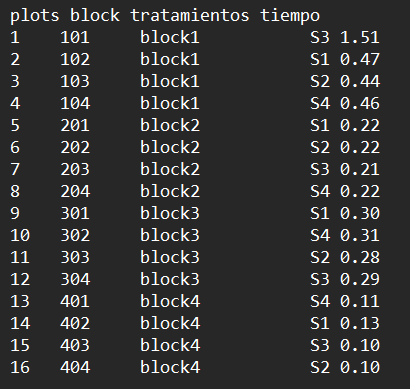 plots block tratamientos tiempo
1 101 block1 S3 1.51
2 102 block1 S1 0.47
3 103 block1 S2 0.44
4 104 block1 S4 0.46
5 201 block2 S1 0.22
6 202 block2 S2 0.22
7 203 block2 S3 0.21
8 204 block2 S4 0.22
9 301 block3 S1 0.30
10 302 block3 S4 0.31
11 303 block3 S2 0.28
12 304 block3 S3 0.29
13 401 block4 S4 0.11
14 402 block4 S1 0.13
15 403 block4 S3 0.10
16 404 block4 S2 0.10